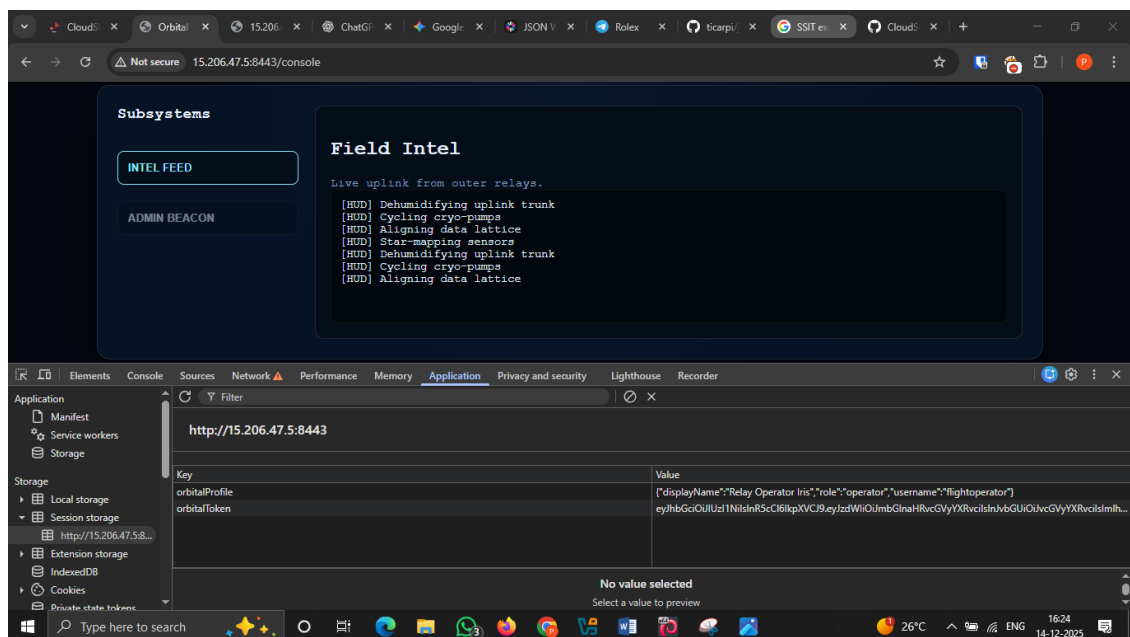 CloudS
Orbital
15.206.
ChatGP
Google
JSON V
Rolex
ticarpi/
SSIT ex
CloudS
Not secure 15.206.47.5:8443/console
P
Subsystems
INTEL FEED
ADMIN BEACON
Field Intel
Live uplink from outer relays.
[HUD] Dehumidifying uplink trunk
[HUD] Cycling cryo-pumps
[HUD] Aligning data lattice
[HUD] Star-mapping sensors
[HUD] Dehumidifying uplink trunk
[HUD] Cycling cryo-pumps
[HUD] Aligning data lattice
Elements Console Sources Network Performance Memory Application Privacy and security Lighthouse Recorder
Application
Manifest
Service workers
Storage
Storage
Local storage
Session storage
http://15.206.47.5:8...
Extension storage
IndexedDB
Cookies
Private state tokens
Filter
http://15.206.47.5:8443
Key Value
orbitalProfile {"displayName":"Relay Operator Iris","role":"operator","username":"flightoperator"}
orbitalToken
No value selected
Select a value to preview
Type here to search
26°C
ENG
16:24
14-12-2025